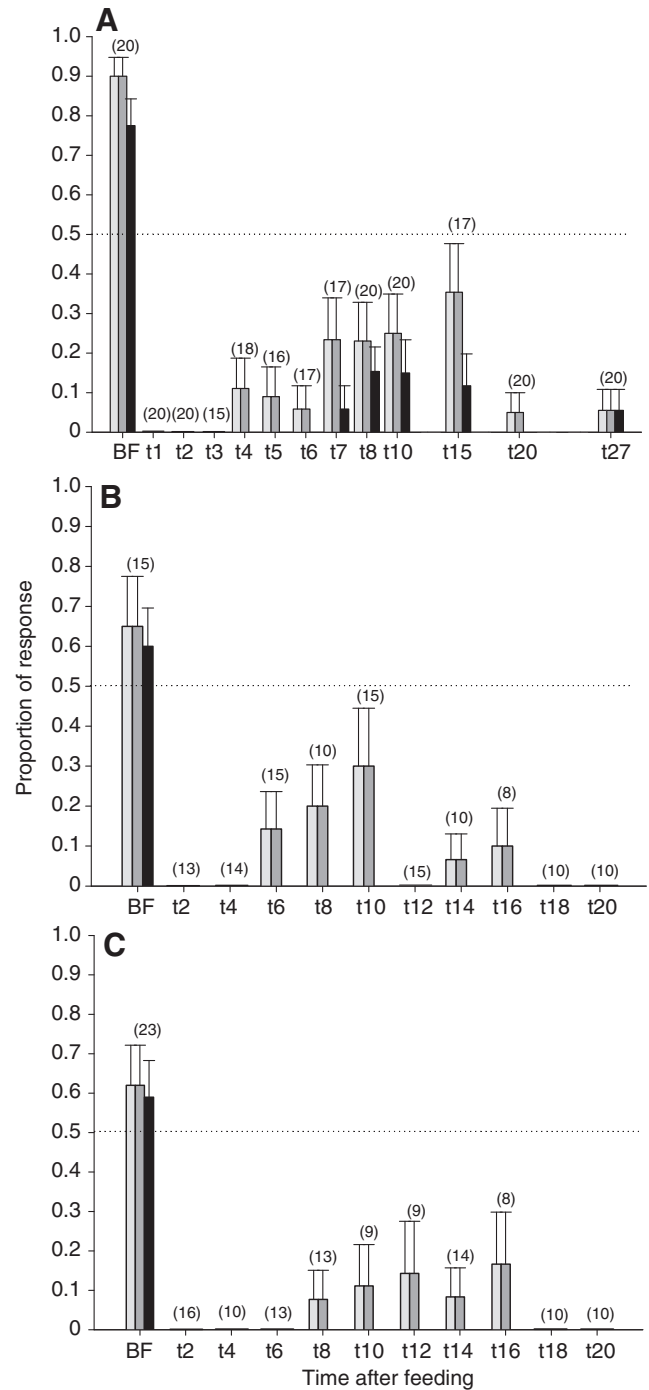 A
1.0
(20)
0.9
0.8
0.7
0.6
0.5
(17)
0.4
0.3
(17) (20) (20)
0.2
(18) (16) (17) (20) (20)
0.1
(20) (20) (15)
0
BF t1 t2 t3 t4 t5 t6 t7 t8 t10 t15 t20 t27
B
1.0
0.9
0.8
(15)
0.7
0.6
0.5
(15)
0.4
0.3
(15) (10)
0.2
(10) (8)
0.1
(13) (14) (15) (10) (10)
0
BF t2 t4 t6 t8 t10 t12 t14 t16 t18 t20
Proportion of response
C
1.0
0.9
0.8
(23)
0.7
0.6
0.5
0.4
0.3
(9) (9) (8)
0.2
(13) (14)
0.1
(16) (10) (13) (10) (10)
0
BF t2 t4 t6 t8 t10 t12 t14 t16 t18 t20
Time after feeding